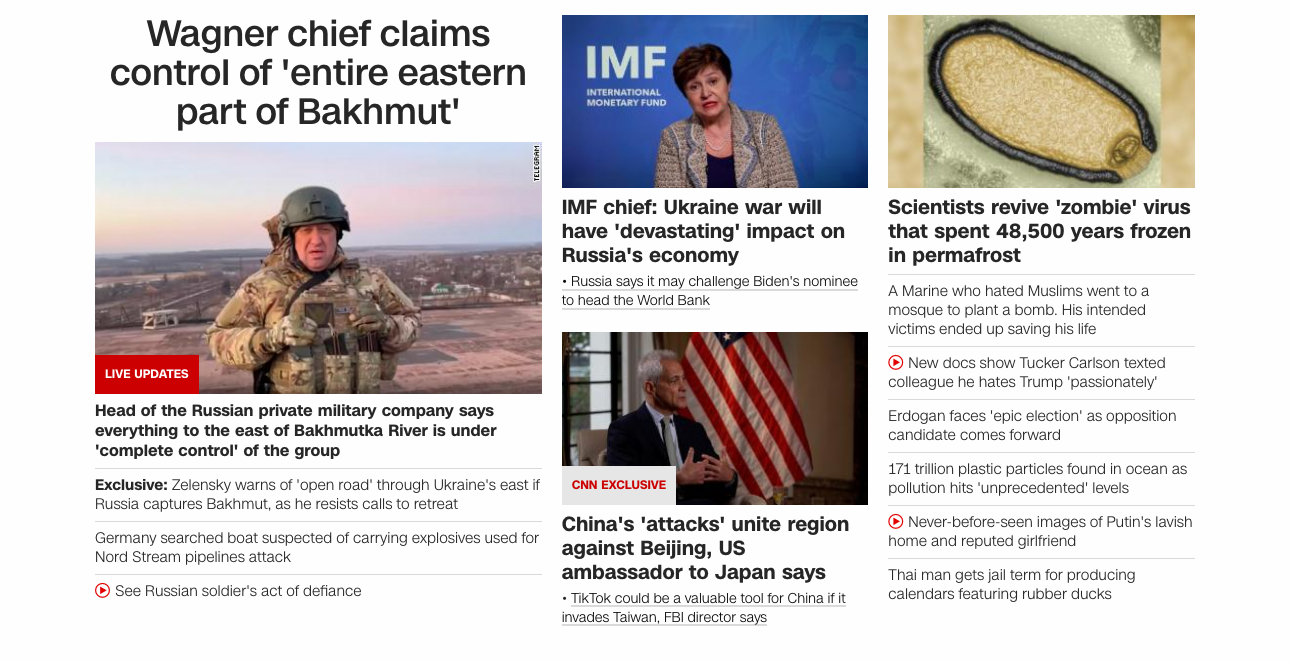 Wagner chief claims
control of 'entire eastern
part of Bakhmut'
TELEGRAM
LIVE UPDATES
Head of the Russian private military company says
everything to the east of Bakhmutka River is under
'complete control' of the group
Exclusive: Zelensky warns of 'open road' through Ukraine's east if
Russia captures Bakhmut, as he resists calls to retreat
Germany searched boat suspected of carrying explosives used for
Nord Stream pipelines attack
See Russian soldier's act of defiance
IMF
INTERNATIONAL
MONETARY FUND
IMF chief: Ukraine war will
have 'devastating' impact on
Russia's economy
• Russia says it may challenge Biden's nominee
to head the World Bank
CNN EXCLUSIVE
China's 'attacks' unite region
against Beijing, US
ambassador to Japan says
• TikTok could be a valuable tool for China if it
invades Taiwan, FBI director says
Scientists revive 'zombie' virus
that spent 48,500 years frozen
in permafrost
A Marine who hated Muslims went to a
mosque to plant a bomb. His intended
victims ended up saving his life
New docs show Tucker Carlson texted
colleague he hates Trump 'passionately'
Erdogan faces 'epic election' as opposition
candidate comes forward
171 trillion plastic particles found in ocean as
pollution hits 'unprecedented' levels
Never-before-seen images of Putin's lavish
home and reputed girlfriend
Thai man gets jail term for producing
calendars featuring rubber ducks